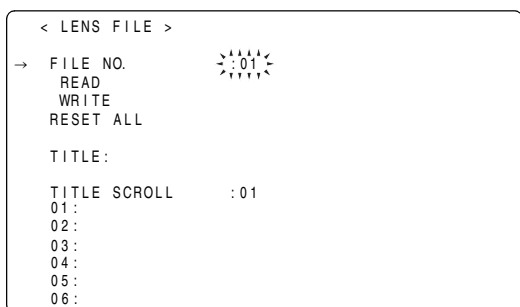 < LENS FILE >
→ FILE NO. :01
READ
WRITE
RESET ALL
TITLE:
TITLE SCROLL :01
01:
02:
03:
04:
05:
06: